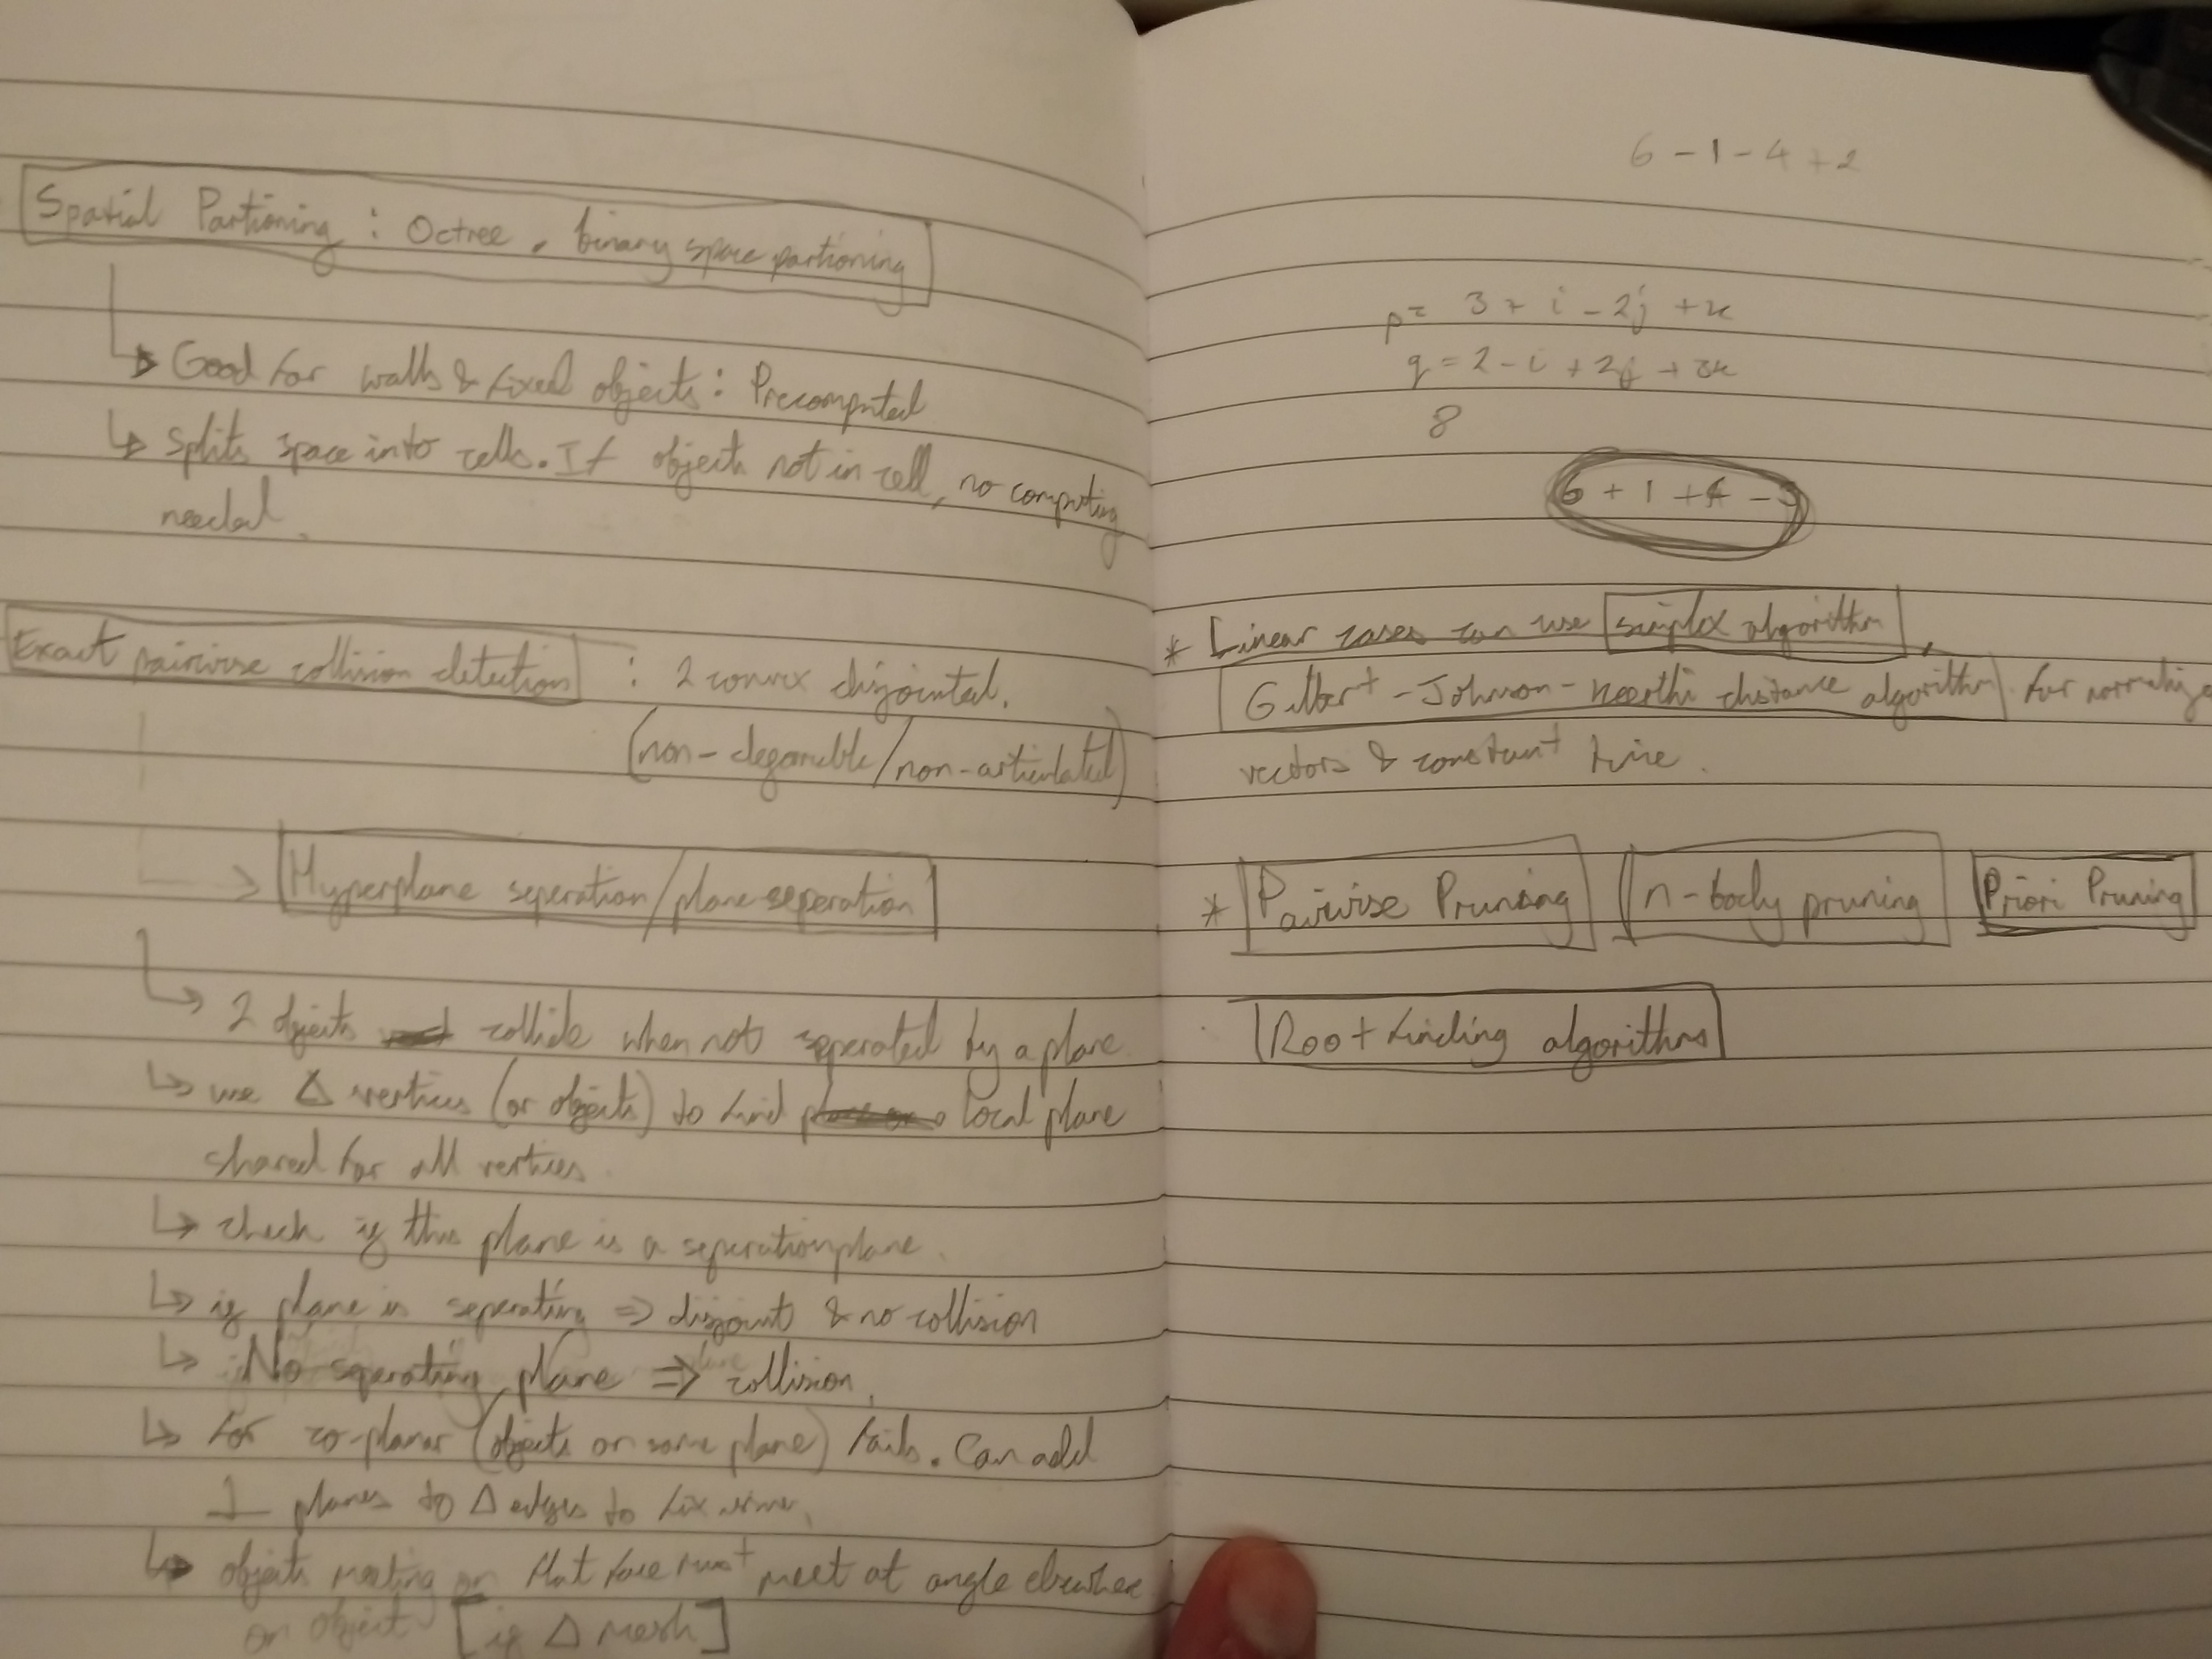 Spatial Partioning : Octree, binary space partioning
Good for walls & fixed objects : Precomputed
splits space into cells. If objects not in cell, no computing
needed.
Exact pairwise collision detection : 2 convex disjointed.
(non-degormable/non-articulated)
Hyperplane seperation/plane seperation
2 objects collide when not seperated by a plane.
use Δ vertices (or objects) to find local plane
shared for all vertices.
check if this plane is a seperation plane.
if plane is seperating => disjoint & no collision
No seperating plane => collision.
for co-planar (objects on same plane) fails. Can add
⊥ planes to Δ edges to fix
objects meeting on flat face must meet at angle elsewhere
on object [if Δ mesh]
6 - 1 - 4 + 2
p = 3 + i - 2j + k
q = 2 - i + 2j + 3k
8
6 + 1 + 4 - 3
* Linear cases can use simplex algorithm,
Gilbert-Johnson-Keerthi distance algorithm for
vectors & constant time.
* Pairwise Pruning n-body pruning Priori Pruning
Root finding algorithms